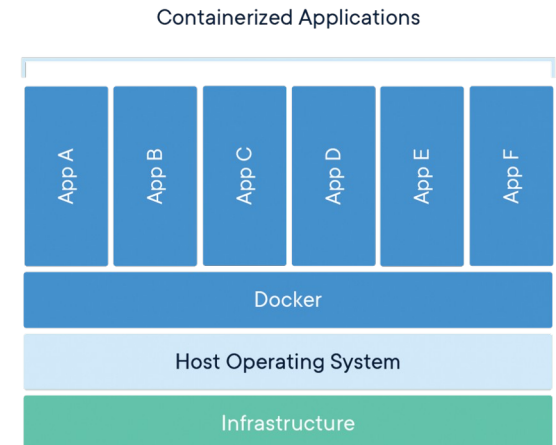 Containerized Applications
App A
App B
App C
App D
App E
App F
Docker
Host Operating System
Infrastructure